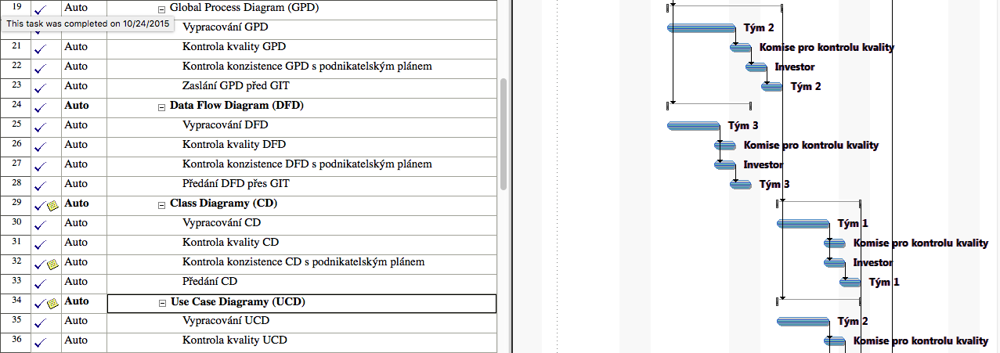 19 Auto Global Process Diagram (GPD)
This task was completed on 10/24/2015
Vypracování GPD Tým 2
21 Auto Kontrola kvality GPD Komise pro kontrolu kvality
22 Auto Kontrola konzistence GPD s podnikatelským plánem Investor
23 Auto Zaslání GPD před GIT Tým 2
24 Auto Data Flow Diagram (DFD)
25 Auto Vypracování DFD Tým 3
26 Auto Kontrola kvality DFD Komise pro kontrolu kvality
27 Auto Kontrola konzistence DFD s podnikatelským plánem Investor
28 Auto Předání DFD přes GIT Tým 3
29 Auto Class Diagramy (CD)
30 Auto Vypracování CD Tým 1
31 Auto Kontrola kvality CD Komise pro kontrolu kvality
32 Auto Kontrola konzistence CD s podnikatelským plánem Investor
33 Auto Předání CD Tým 1
34 Auto Use Case Diagramy (UCD)
35 Auto Vypracování UCD Tým 2
36 Auto Kontrola kvality UCD Komise pro kontrolu kvality